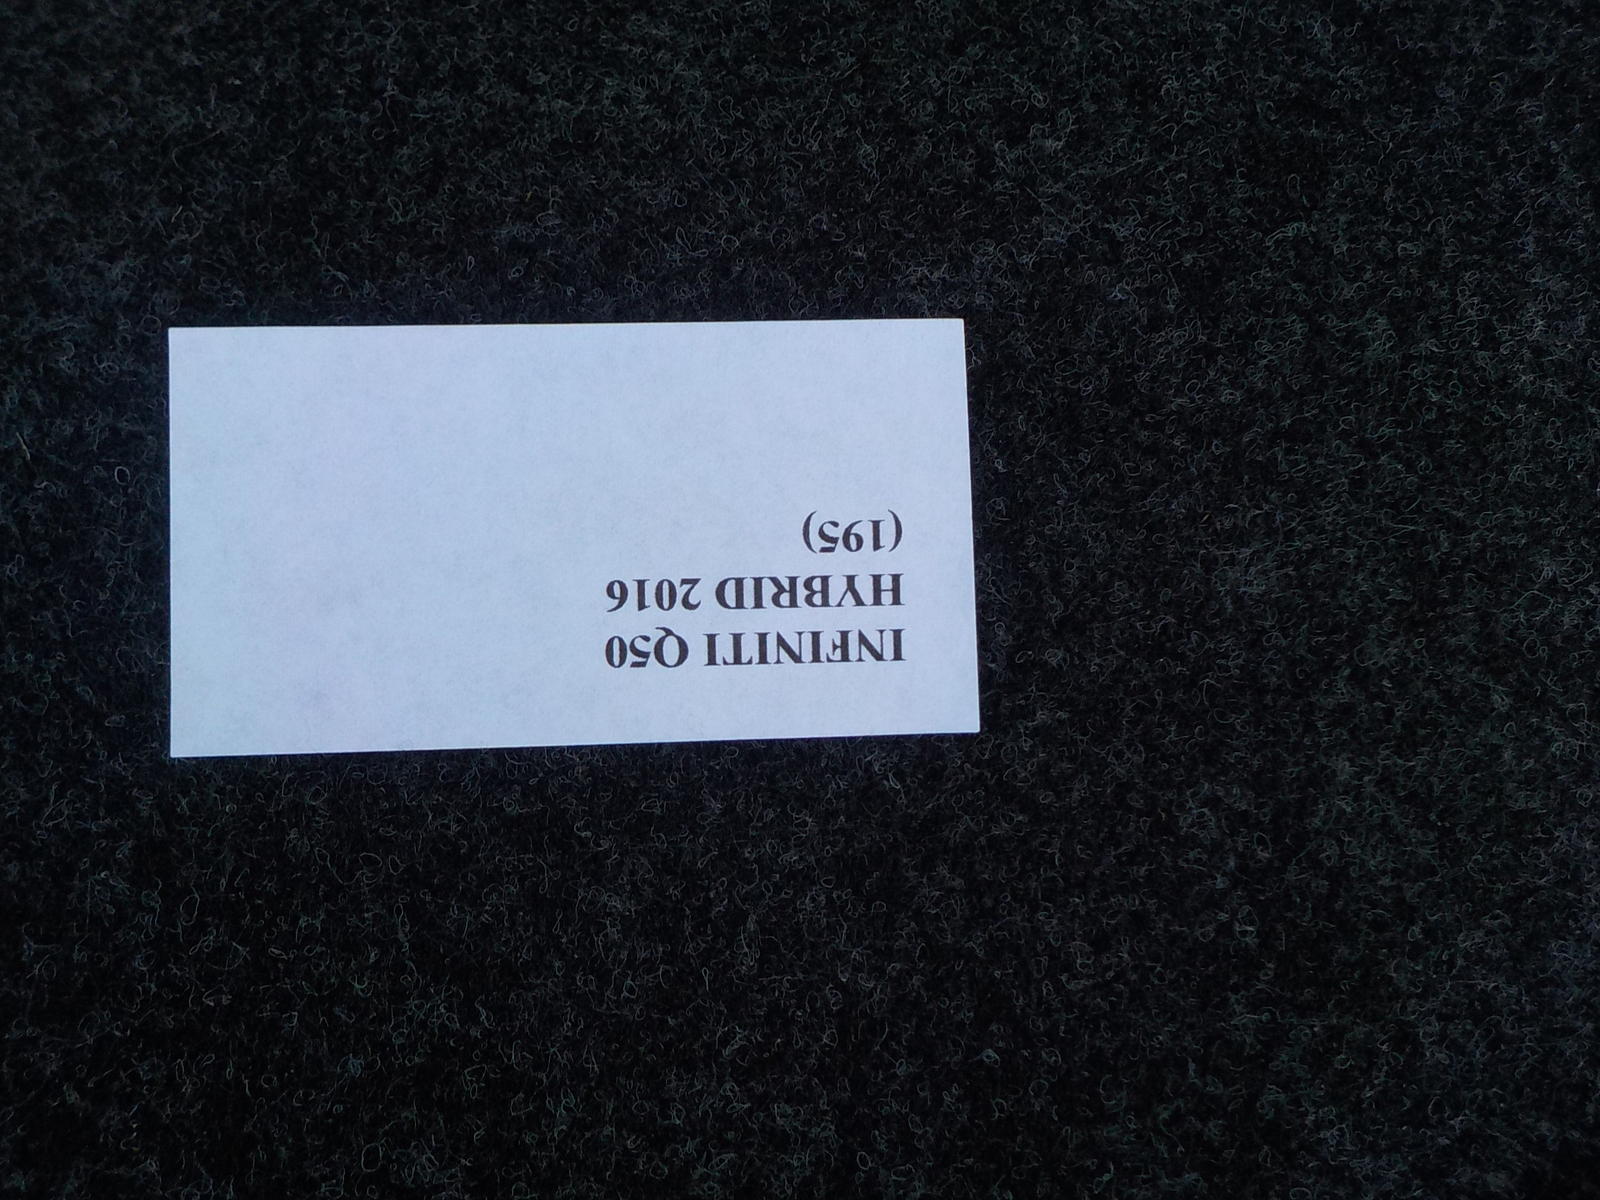 INFINITI Q50
HYBRID 2016
(195)